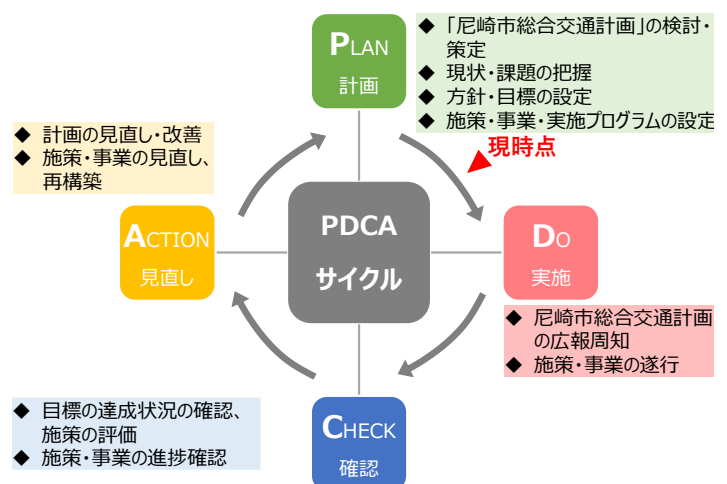 PLAN
計画
◆ 「尼崎市総合交通計画」の検討・
策定
◆ 現状・課題の把握
◆ 方針・目標の設定
◆ 施策・事業・実施プログラムの設定
現時点
◆ 計画の見直し・改善
◆ 施策・事業の見直し、
再構築
ACTION
見直し
PDCA
サイクル
DO
実施
◆ 尼崎市総合交通計画
の広報周知
◆ 施策・事業の遂行
◆ 目標の達成状況の確認、
施策の評価
◆ 施策・事業の進捗確認
CHECK
確認